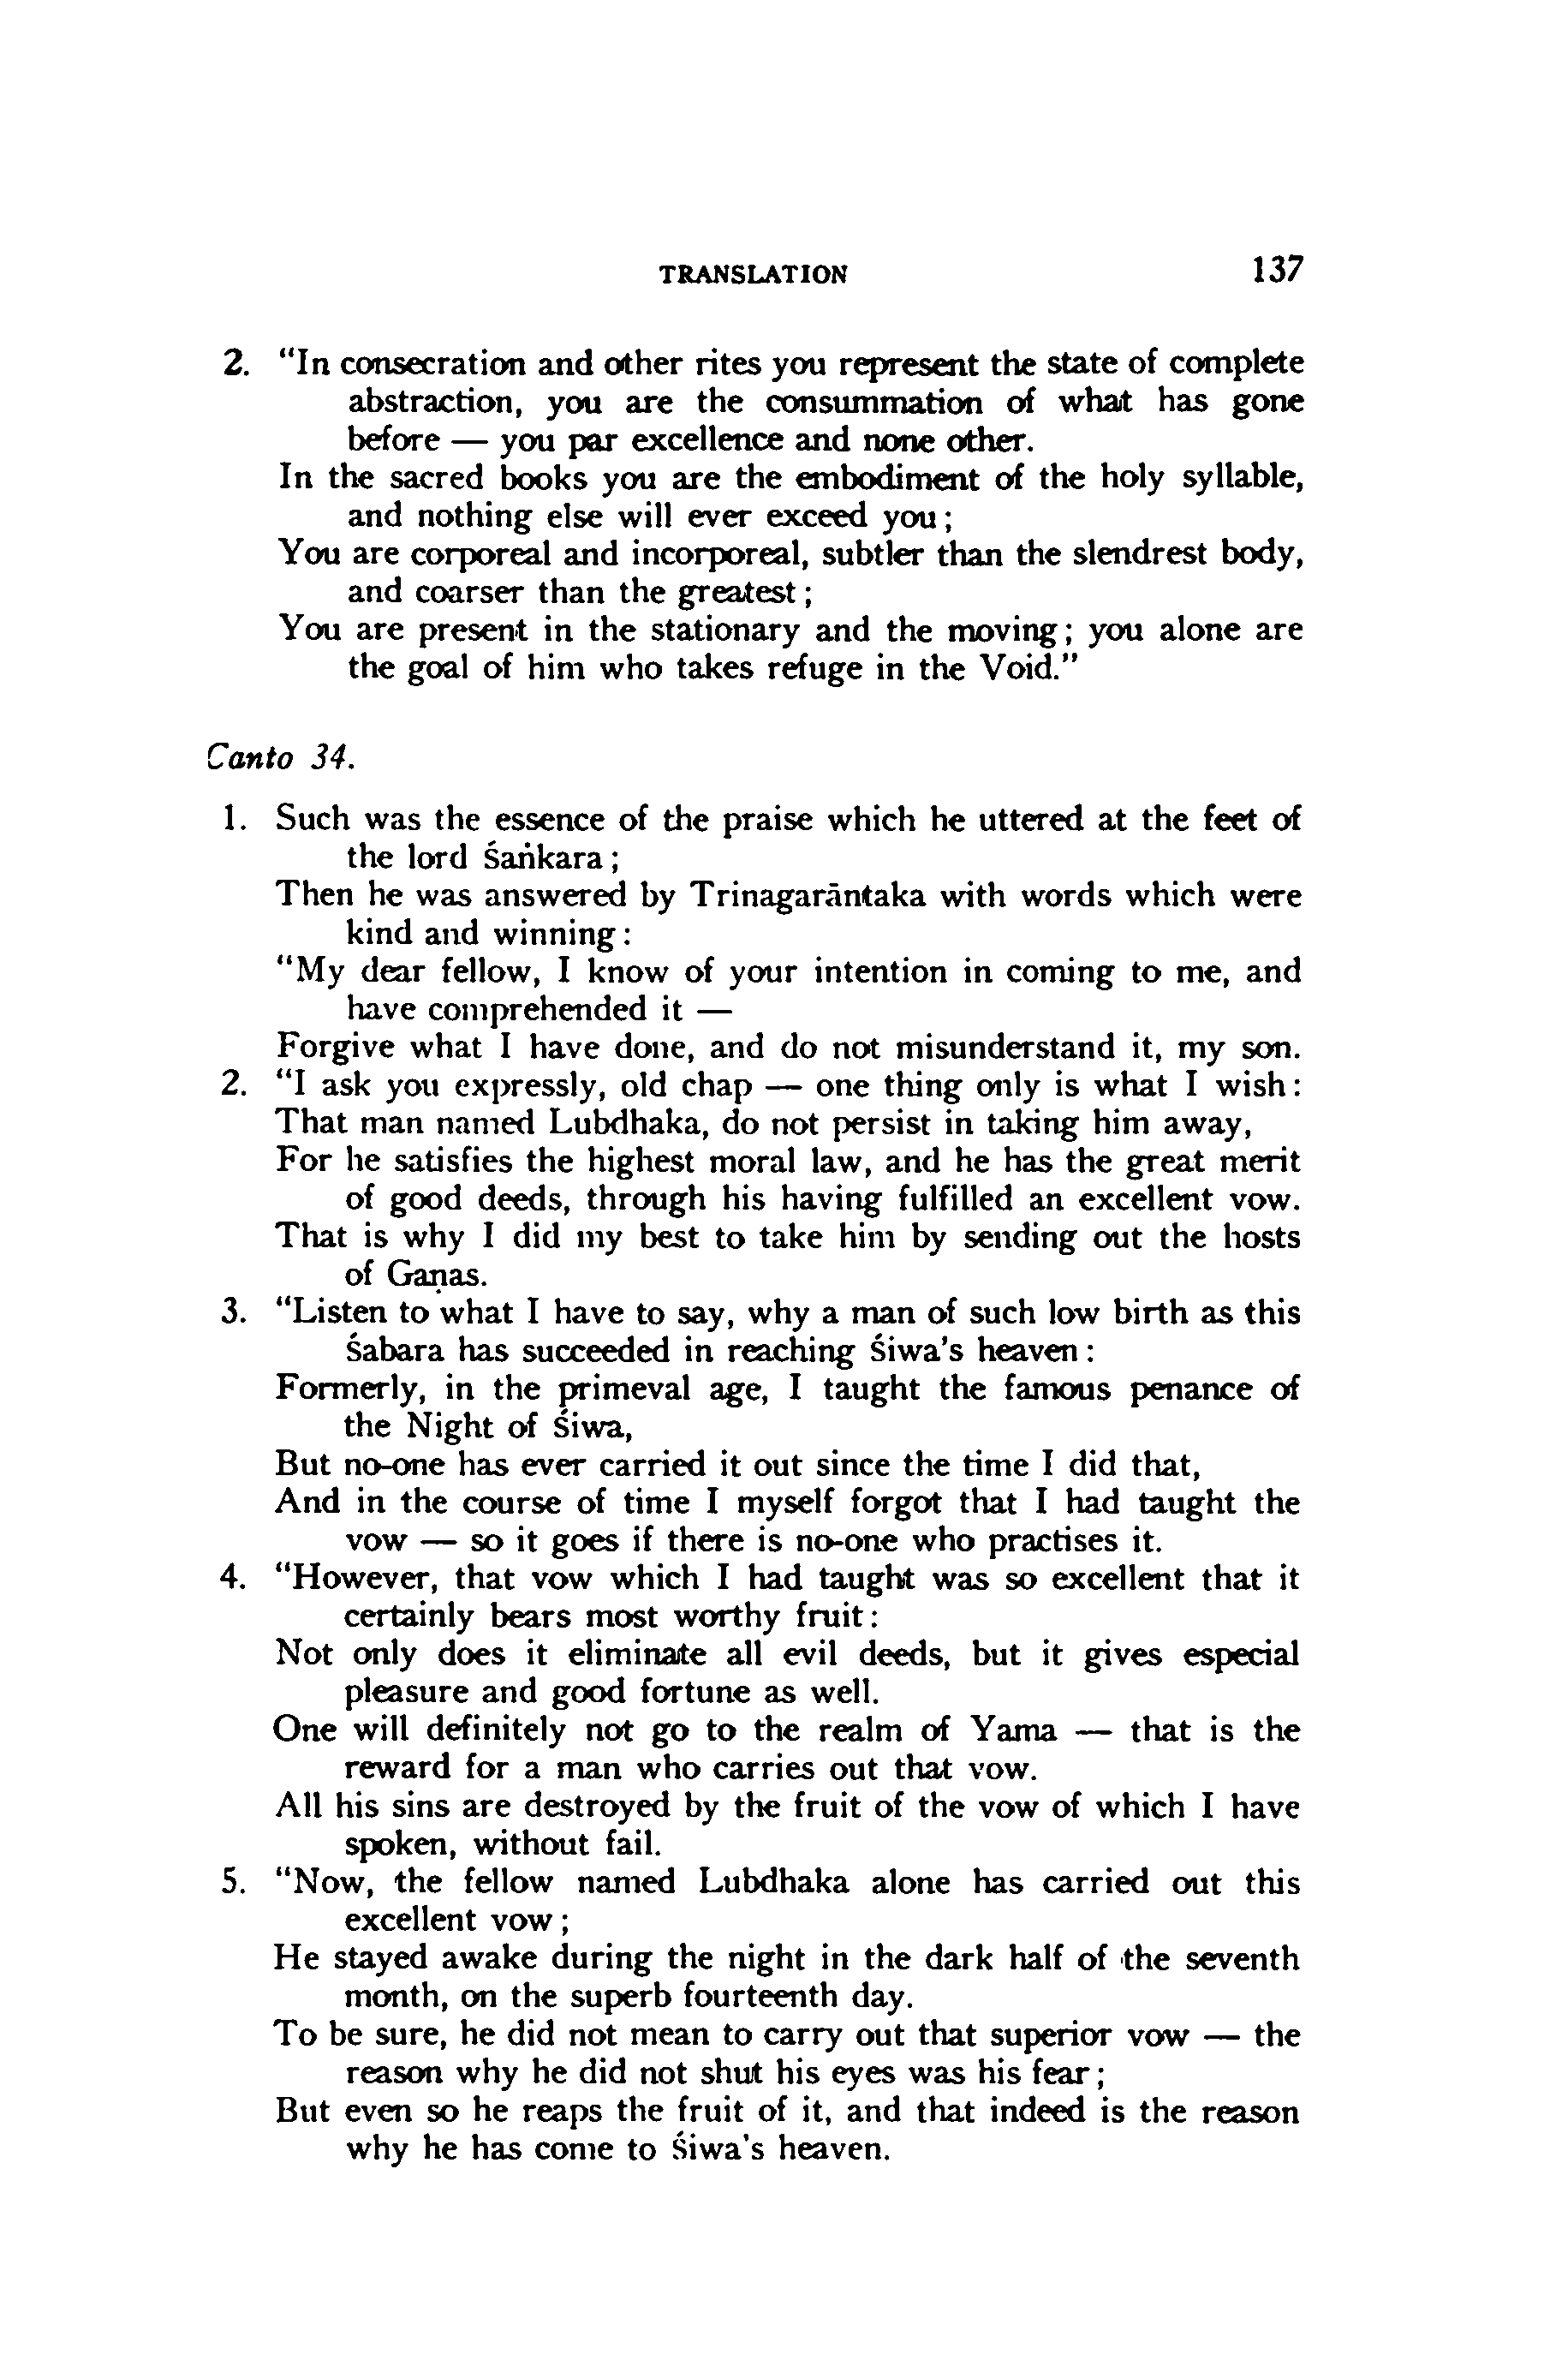 TRANSLATION 137
2. “In consecration and other rites you represent the state of complete
abstraction, you are the consummation of what has gone
before — you par excellence and none other.
In the sacred books you are the embodiment of the holy syllable,
and nothing else will ever exceed you;
You are corporeal and incorporeal, subtler than the slendrest body,
and coarser than the greatest;
You are present in the stationary and the moving; you alone are
the goal of him who takes refuge in the Void.”
Canto 34.
1. Such was the essence of the praise which he uttered at the feet of
the lord Śaṅkara;
Then he was answered by Trinagarāntaka with words which were
kind and winning:
“My dear fellow, I know of your intention in coming to me, and
have comprehended it —
Forgive what I have done, and do not misunderstand it, my son.
2. “I ask you expressly, old chap — one thing only is what I wish:
That man named Lubdhaka, do not persist in taking him away,
For he satisfies the highest moral law, and he has the great merit
of good deeds, through his having fulfilled an excellent vow.
That is why I did my best to take him by sending out the hosts
of Gaṇas.
3. “Listen to what I have to say, why a man of such low birth as this
Śabara has succeeded in reaching Śiwa’s heaven:
Formerly, in the primeval age, I taught the famous penance of
the Night of Śiwa,
But no-one has ever carried it out since the time I did that,
And in the course of time I myself forgot that I had taught the
vow — so it goes if there is no-one who practises it.
4. “However, that vow which I had taught was so excellent that it
certainly bears most worthy fruit:
Not only does it eliminate all evil deeds, but it gives especial
pleasure and good fortune as well.
One will definitely not go to the realm of Yama — that is the
reward for a man who carries out that vow.
All his sins are destroyed by the fruit of the vow of which I have
spoken, without fail.
5. “Now, the fellow named Lubdhaka alone has carried out this
excellent vow;
He stayed awake during the night in the dark half of the seventh
month, on the superb fourteenth day.
To be sure, he did not mean to carry out that superior vow — the
reason why he did not shut his eyes was his fear;
But even so he reaps the fruit of it, and that indeed is the reason
why he has come to Śiwa’s heaven.